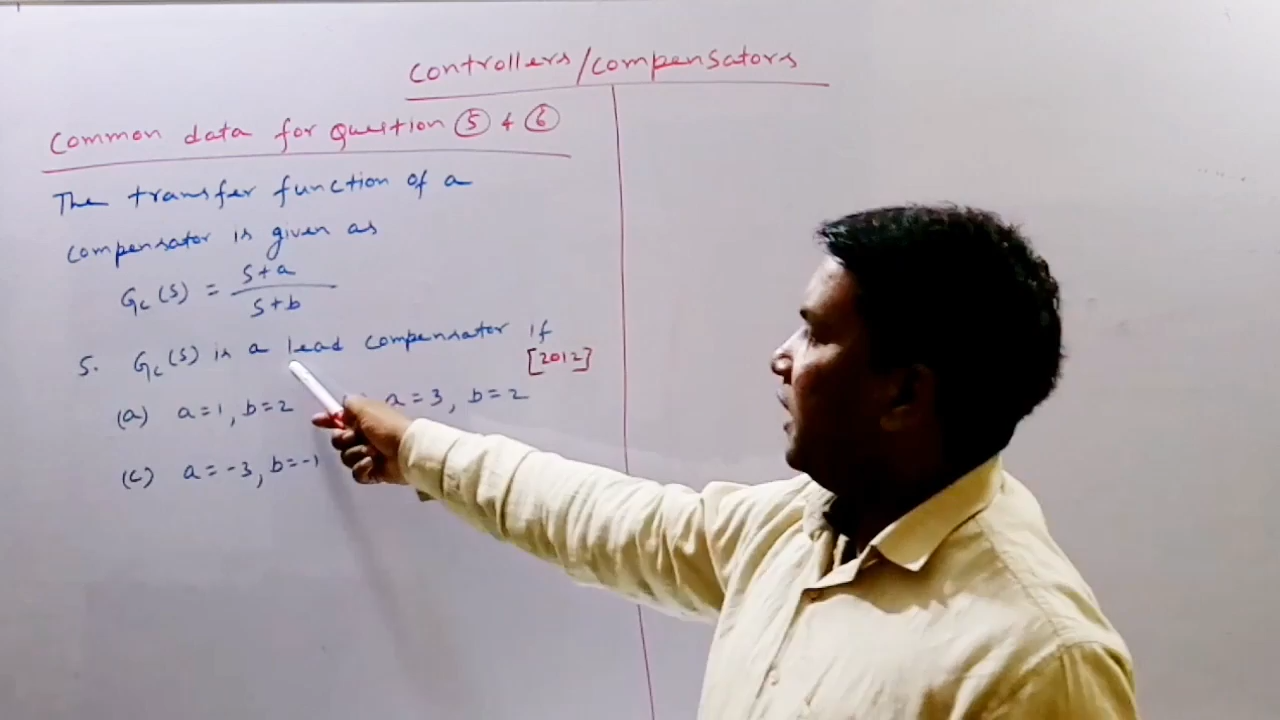 Controllers/compensators
Common data for Question 5 & 6
The transfer function of a
compensator is given as
Gc(s) = s+a
s+b
5. Gc(s) is a lead compensator if
[2012]
(a) a=1, b=2 a=3, b=2
(c) a=-3, b=-1